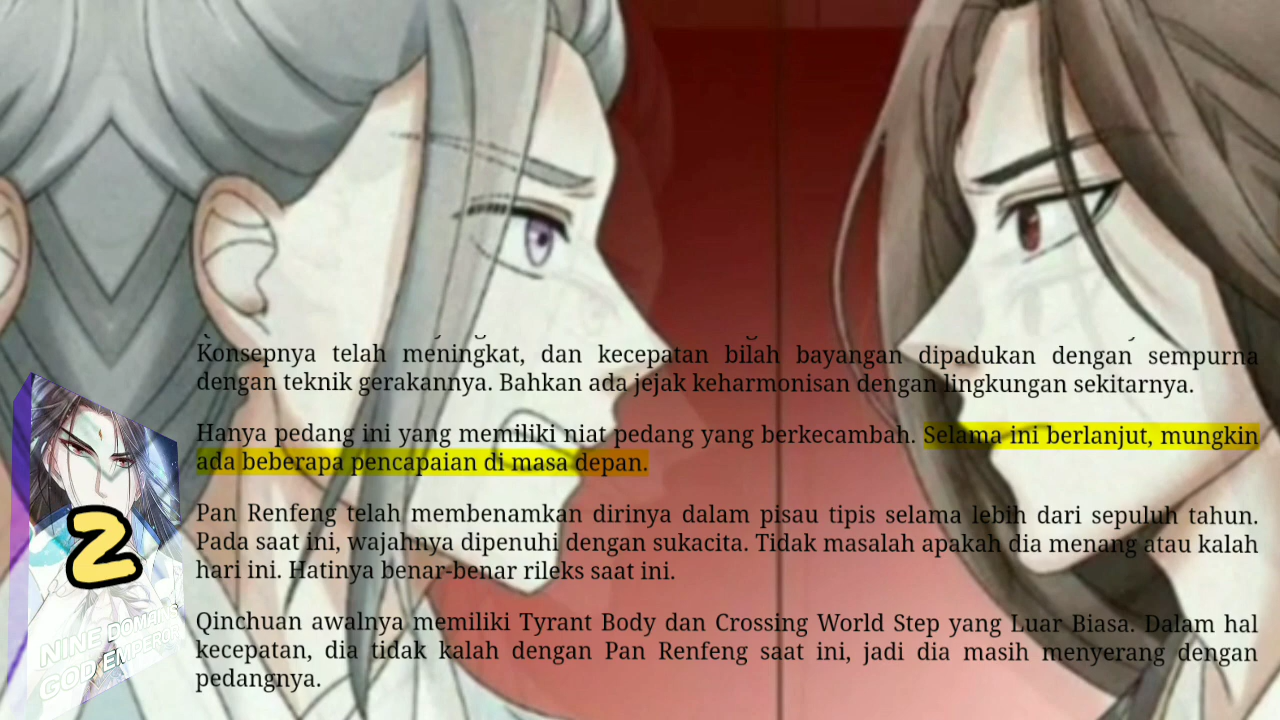 Konsepnya telah meningkat, dan kecepatan bilah bayangan dipadukan dengan sempurna
dengan teknik gerakannya. Bahkan ada jejak keharmonisan dengan lingkungan sekitarnya.
Hanya pedang ini yang memiliki niat pedang yang berkecambah. Selama ini berlanjut, mungkin
ada beberapa pencapaian di masa depan.
Pan Renfeng telah membenamkan dirinya dalam pisau tipis selama lebih dari sepuluh tahun.
Pada saat ini, wajahnya dipenuhi dengan sukacita. Tidak masalah apakah dia menang atau kalah
hari ini. Hatinya benar-benar rileks saat ini.
Qinchuan awalnya memiliki Tyrant Body dan Crossing World Step yang Luar Biasa. Dalam hal
kecepatan, dia tidak kalah dengan Pan Renfeng saat ini, jadi dia masih menyerang dengan
pedangnya.
2
NINE DOMAINS
GOD EMPEROR